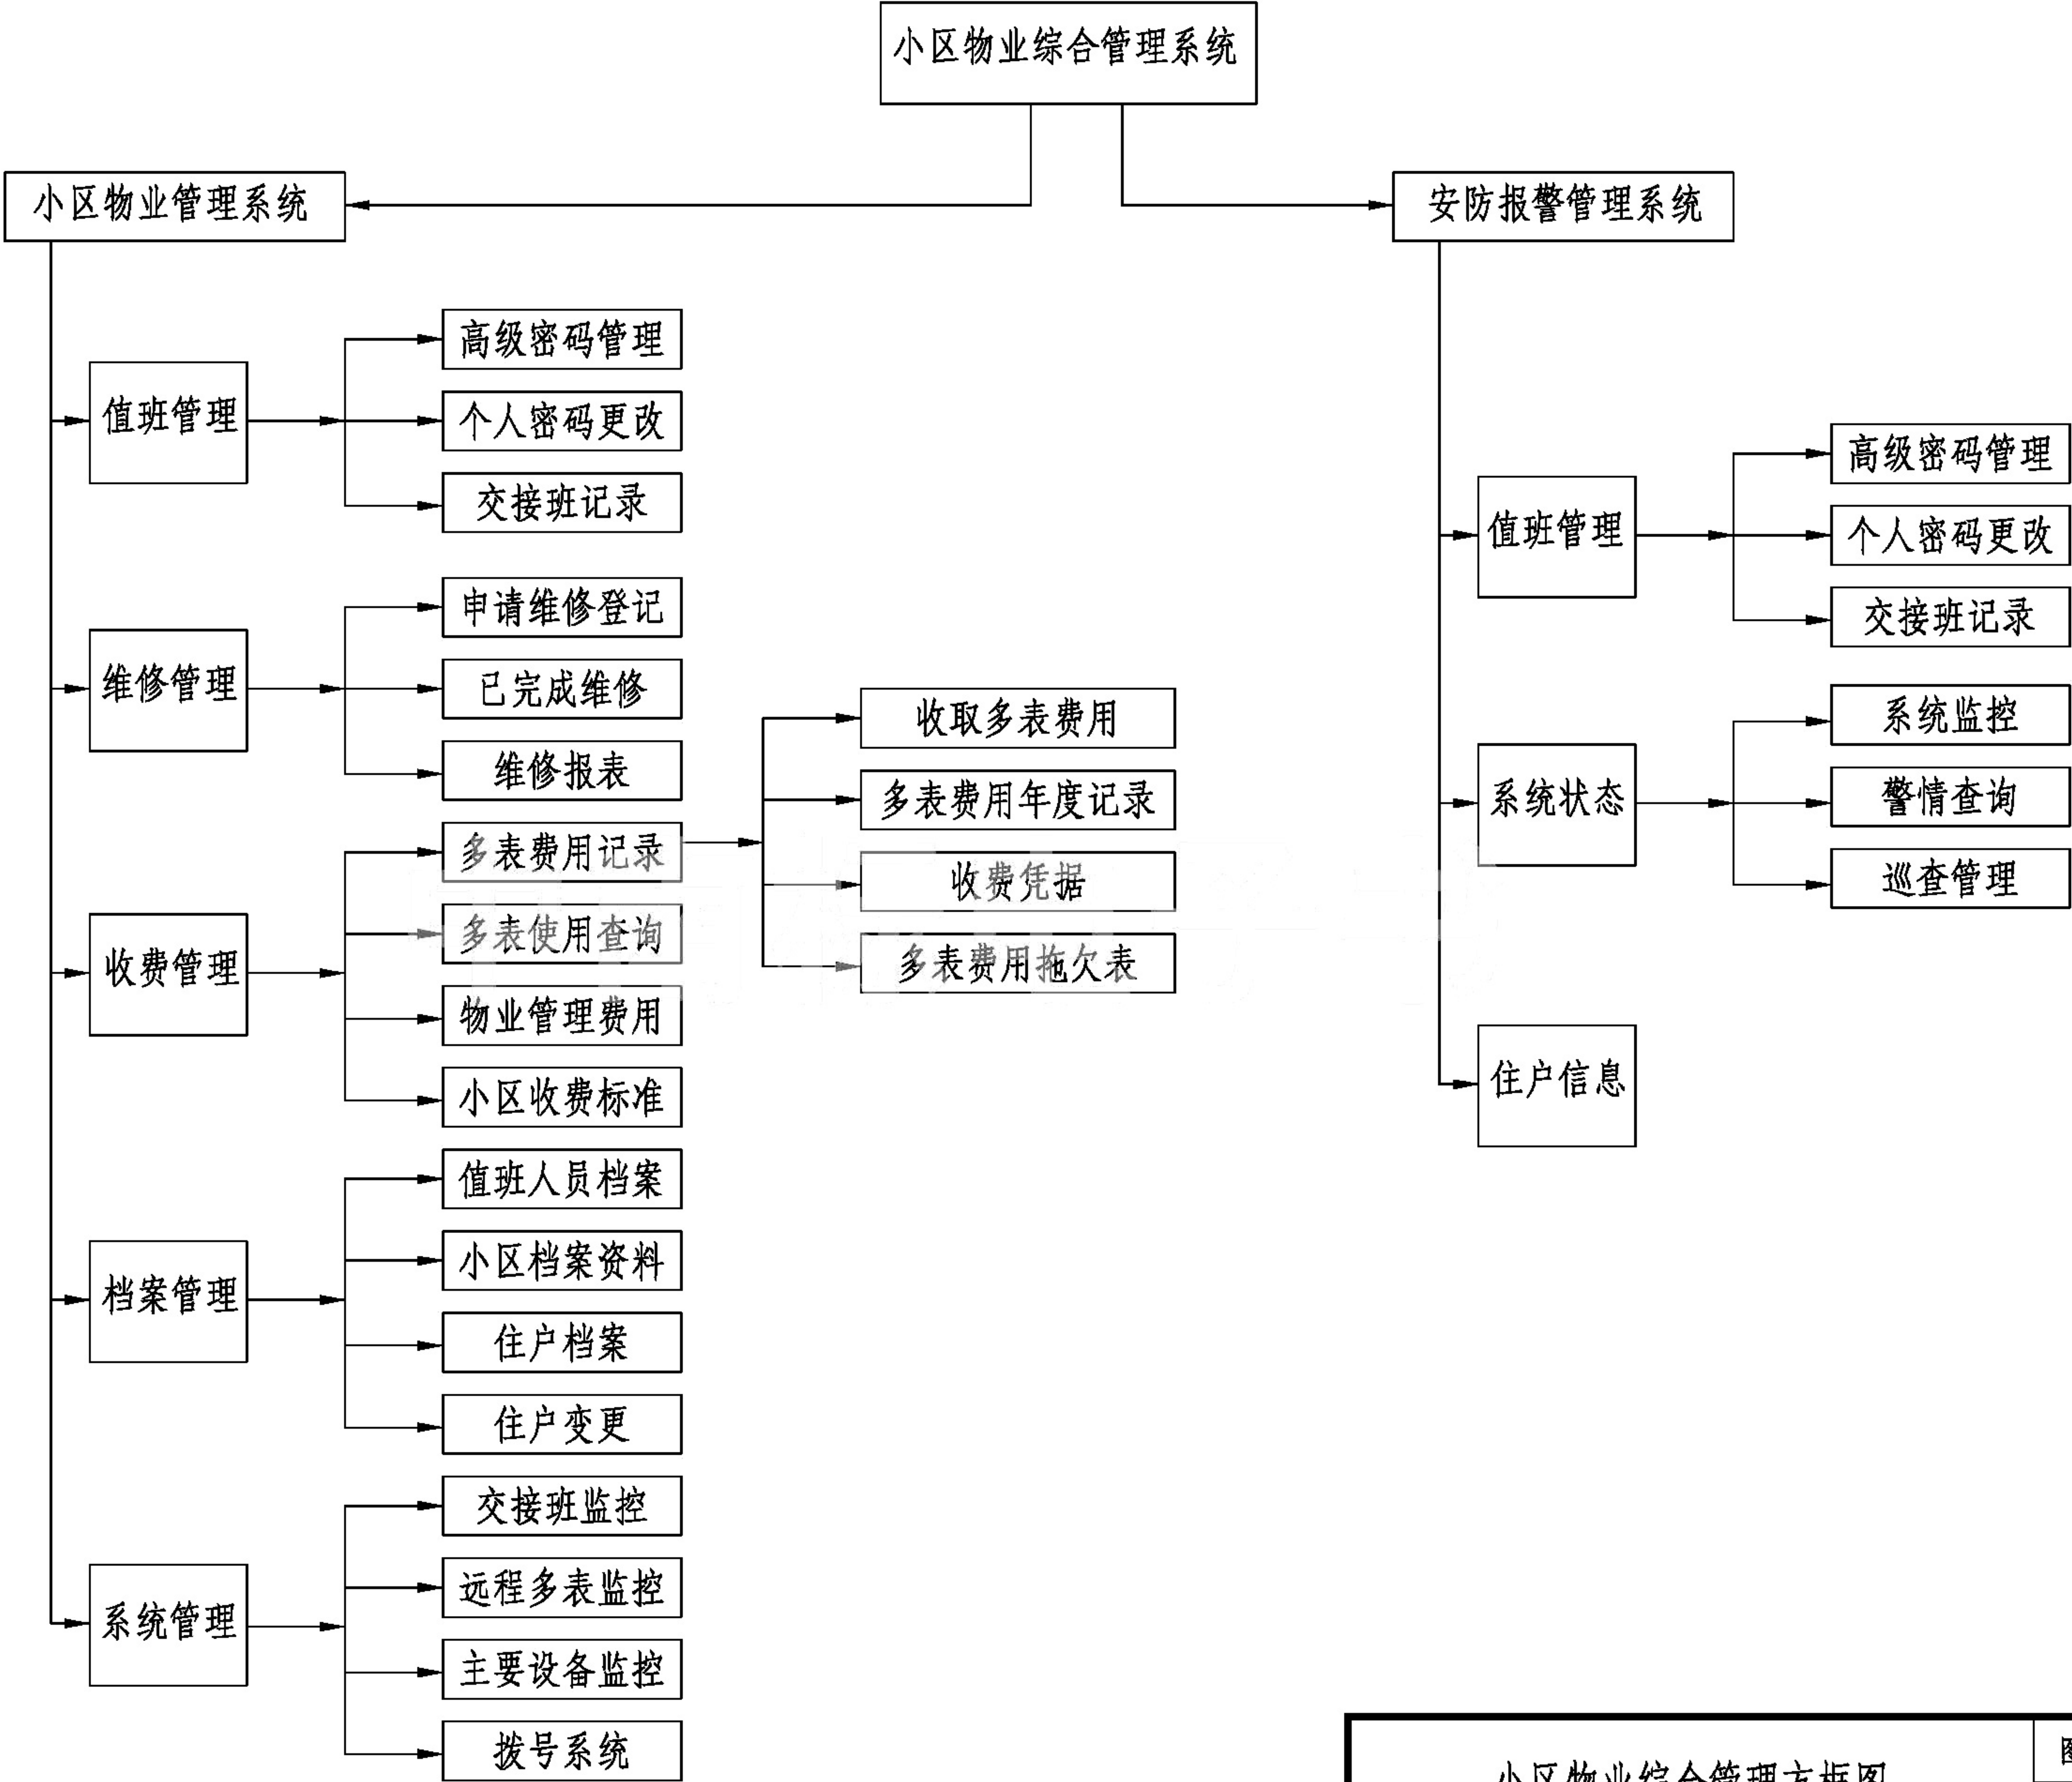 小区物业综合管理系统
小区物业管理系统
安防报警管理系统
值班管理
高级密码管理
个人密码更改
交接班记录
维修管理
申请维修登记
已完成维修
维修报表
收费管理
多表费用记录
多表使用查询
物业管理费用
小区收费标准
收取多表费用
多表费用年度记录
收费凭据
多表费用拖欠表
档案管理
值班人员档案
小区档案资料
住户档案
住户变更
系统管理
交接班监控
远程多表监控
主要设备监控
拨号系统
值班管理
高级密码管理
个人密码更改
交接班记录
系统状态
系统监控
警情查询
巡查管理
住户信息
小区物业综合管理方框图